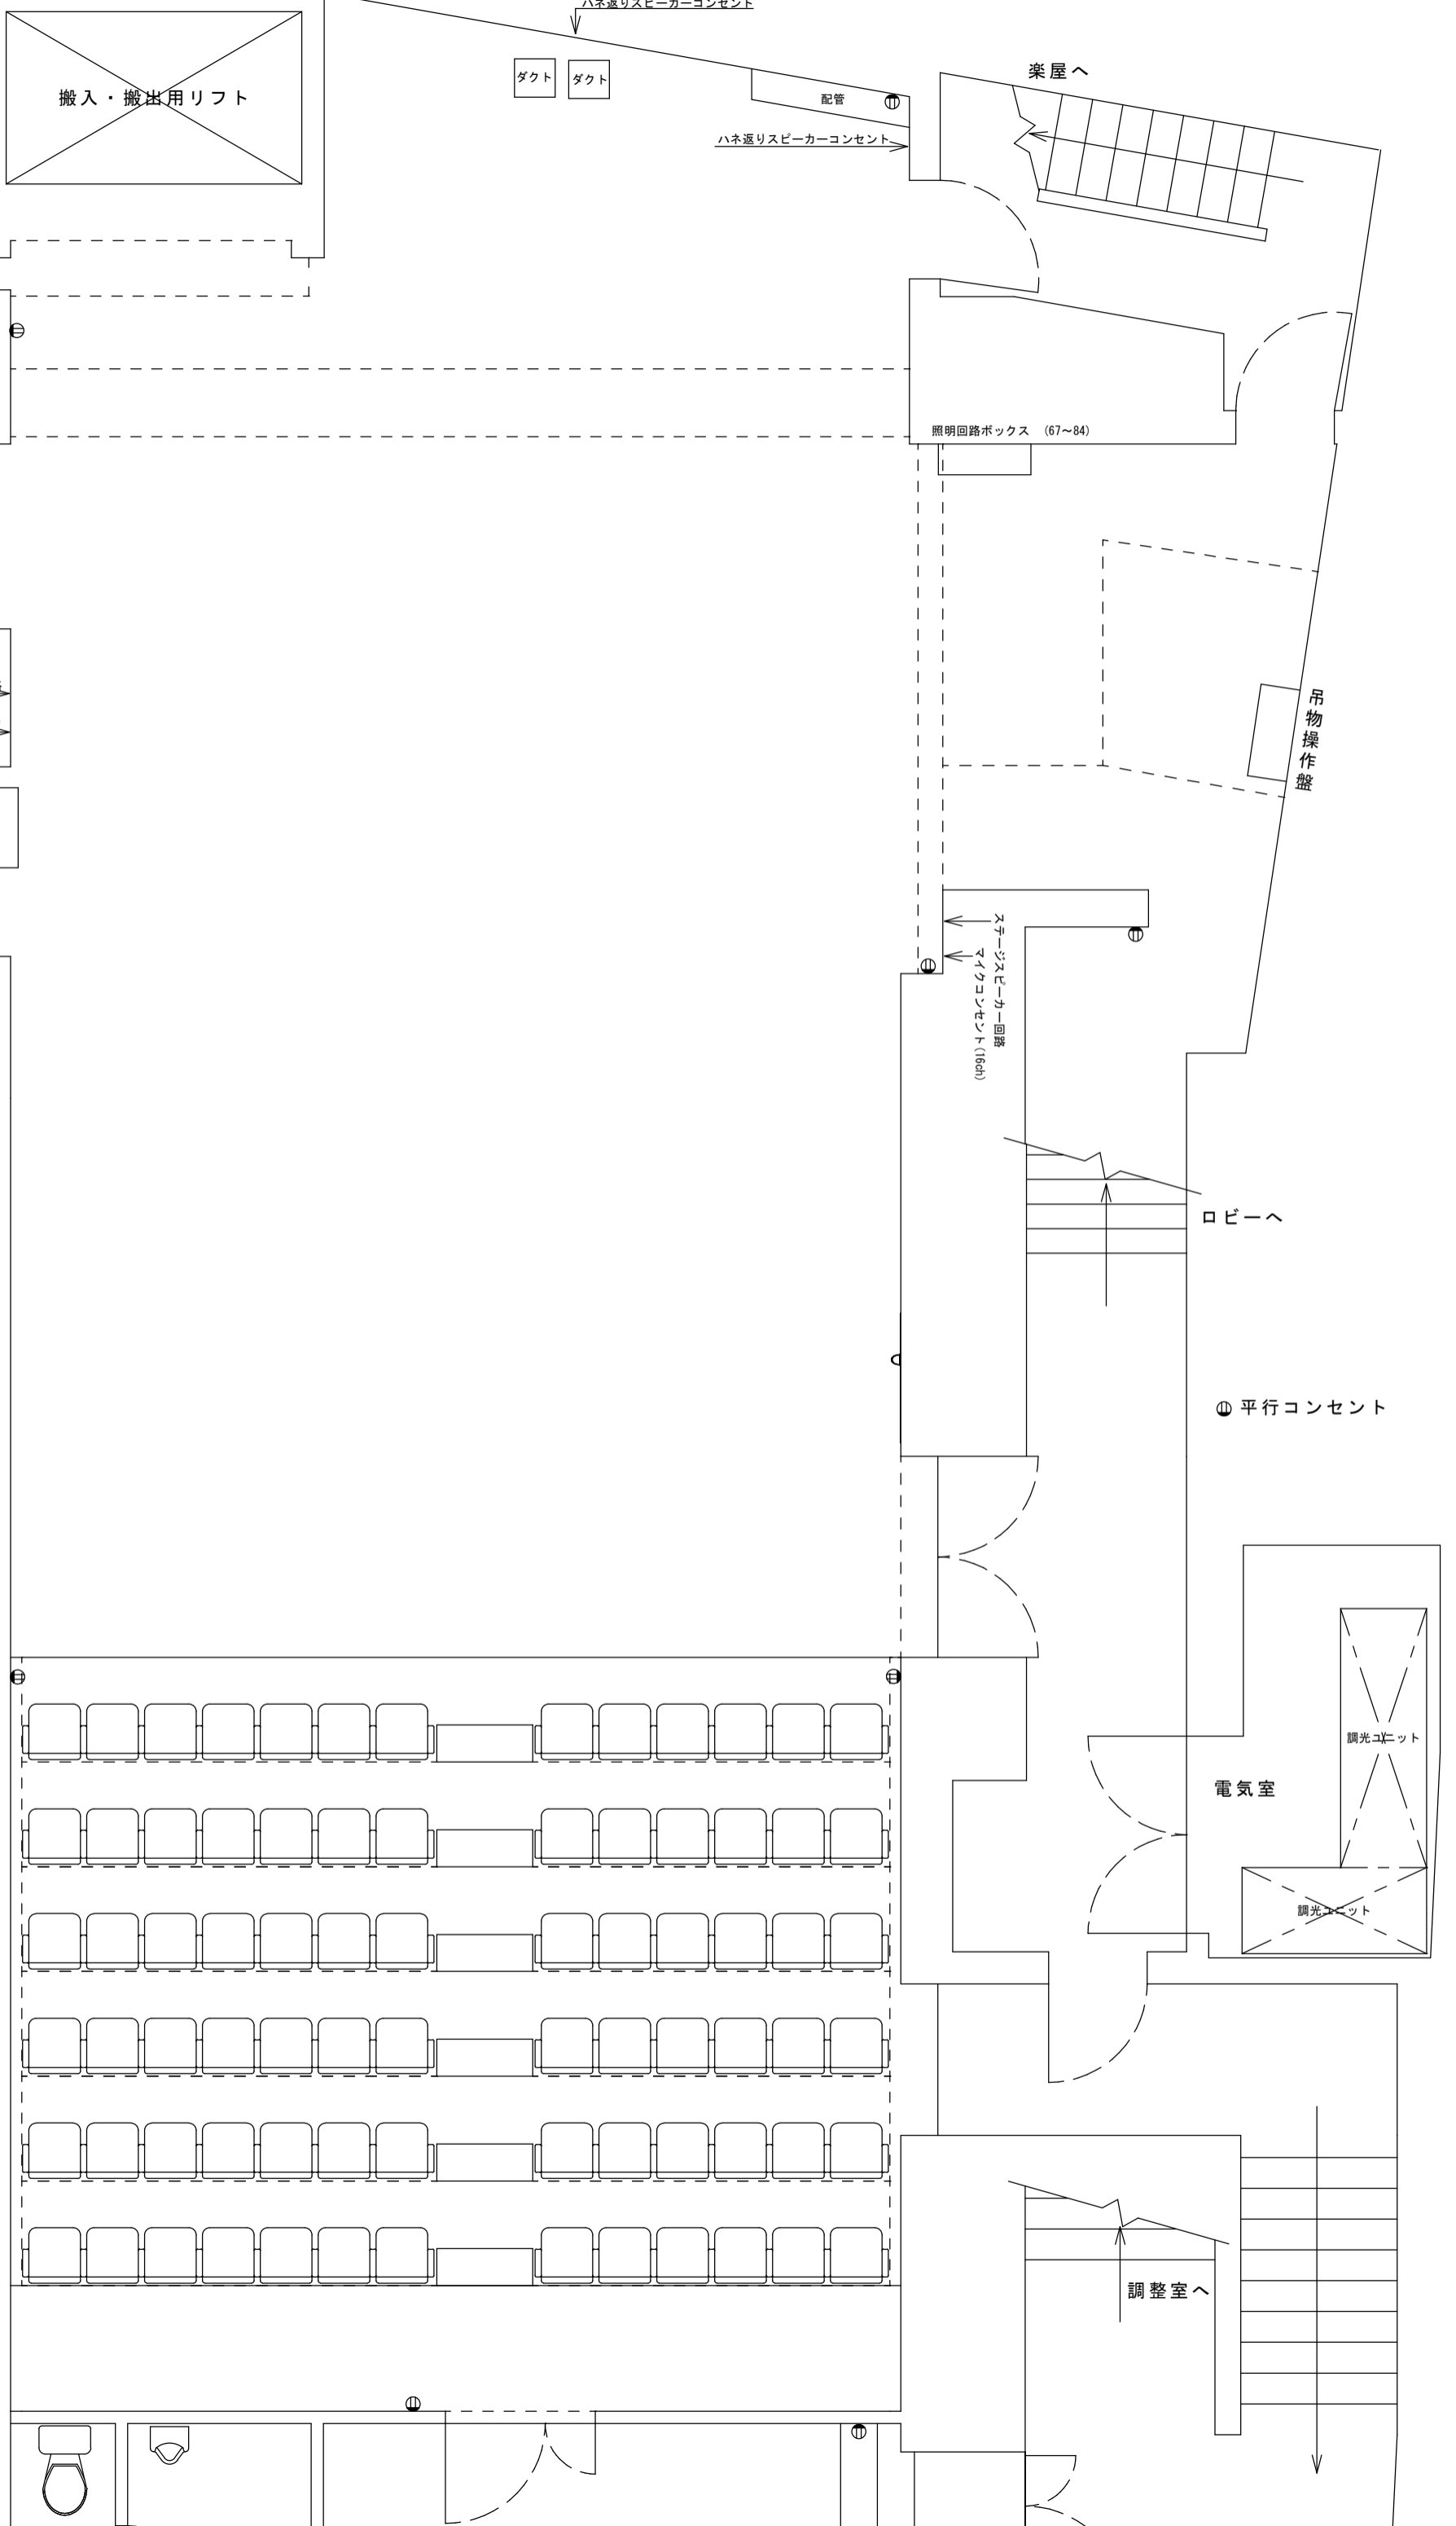 ハネ返りスピーカーコンセント
楽屋へ
ダクト
ダクト
搬入・搬出用リフト
配管
ハネ返りスピーカーコンセント
照明回路ボックス (67～84)
吊物操作盤
ステージスピーカー回路
マイクコンセント(16ch)
ロビーへ
平行コンセント
調光ユニット
電気室
調光ユニット
調整室へ